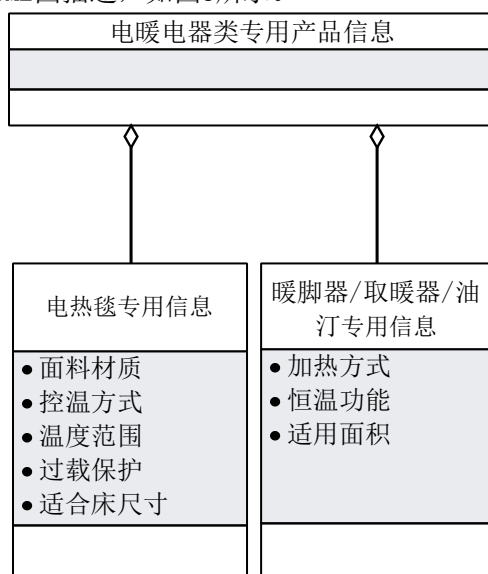 电暖电器类专用产品信息
电热毯专用信息
●面料材质
●控温方式
●温度范围
●过载保护
●适合床尺寸
暖脚器/取暖器/油
汀专用信息
●加热方式
●恒温功能
●适用面积